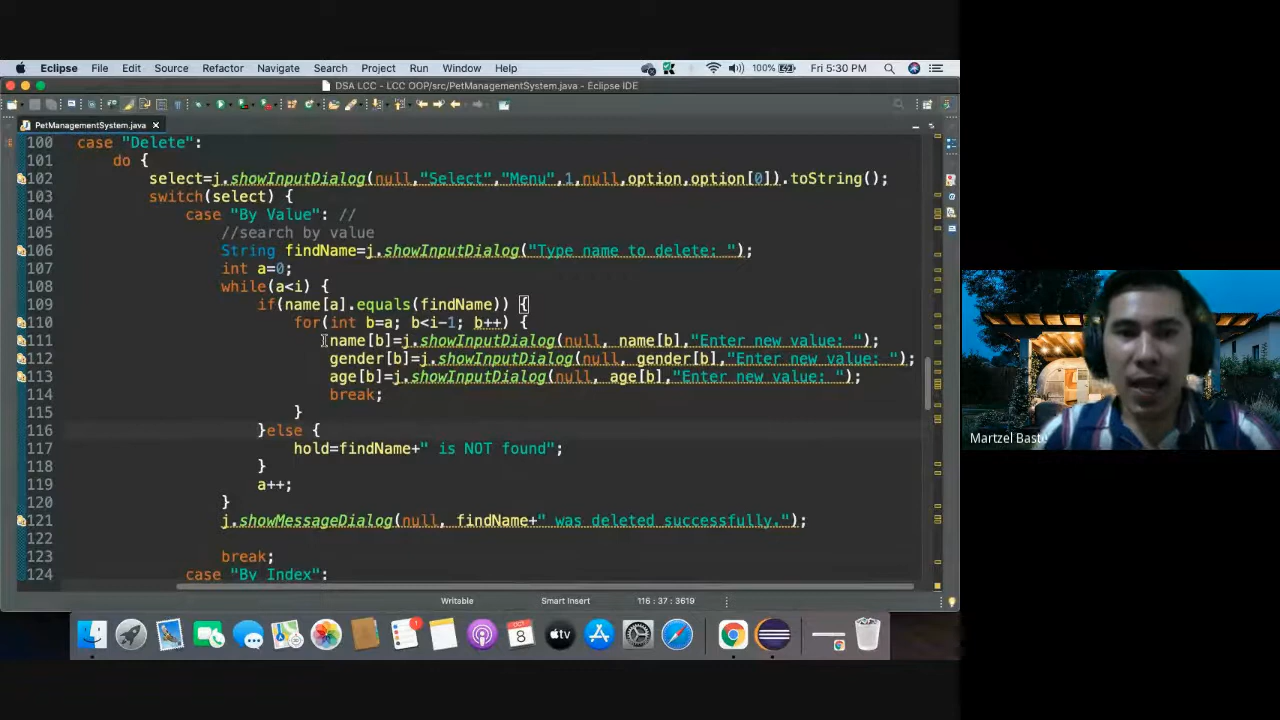 Eclipse File Edit Source Refactor Navigate Search Project Run Window Help 100% Fri 5:30 PM
DSA LCC - LCC OOP/src/PetManagementSystem.java - Eclipse IDE
PetManagementSystem.java
100 case "Delete":
101 do {
102 select=j.showInputDialog(null,"Select","Menu",1,null,option,option[0]).toString();
103 switch(select) {
104 case "By Value": //
105 //search by value
106 String findName=j.showInputDialog("Type name to delete: ");
107 int a=0;
108 while(a<i) {
109 if(name[a].equals(findName)) {
110 for(int b=a; b<i-1; b++) {
111 name[b]=j.showInputDialog(null, name[b],"Enter new value: ");
112 gender[b]=j.showInputDialog(null, gender[b],"Enter new value: ");
113 age[b]=j.showInputDialog(null, age[b],"Enter new value: ");
114 break;
115 }
116 }else {
117 hold=findName+" is NOT found";
118 }
119 a++;
120 }
121 j.showMessageDialog(null, findName+" was deleted successfully.");
122
123 break;
124 case "By Index":
Writable Smart Insert 116 : 37 : 3619
Martzel Baste
OCT
8
1
tv